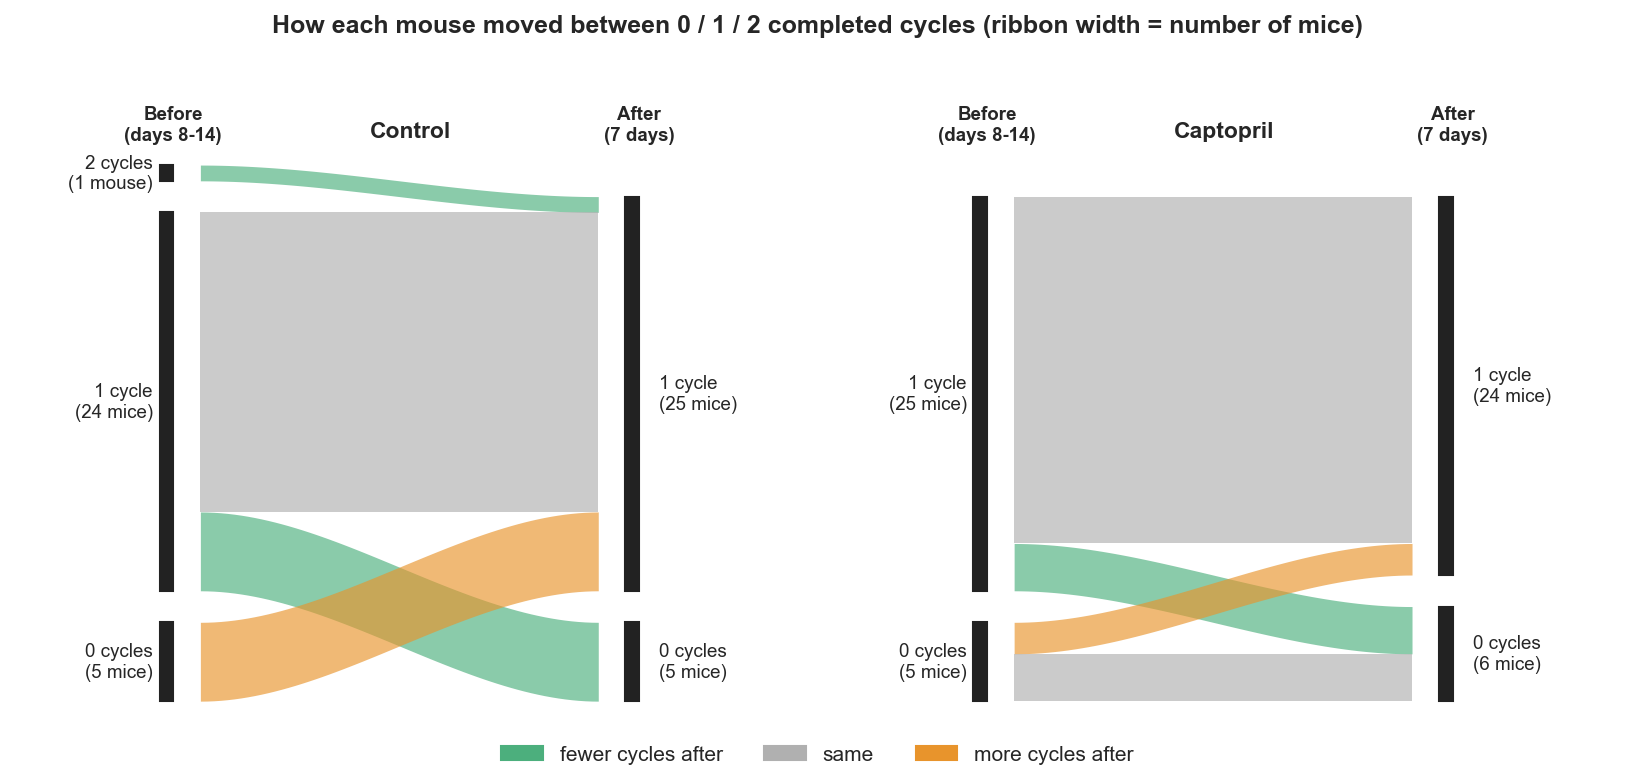 How each mouse moved between 0 / 1 / 2 completed cycles (ribbon width = number of mice)
Before
(days 8-14)
Control
After
(7 days)
2 cycles
(1 mouse)
1 cycle
(24 mice)
0 cycles
(5 mice)
1 cycle
(25 mice)
0 cycles
(5 mice)
Before
(days 8-14)
Captopril
After
(7 days)
1 cycle
(25 mice)
0 cycles
(5 mice)
1 cycle
(24 mice)
0 cycles
(6 mice)
fewer cycles after
same
more cycles after